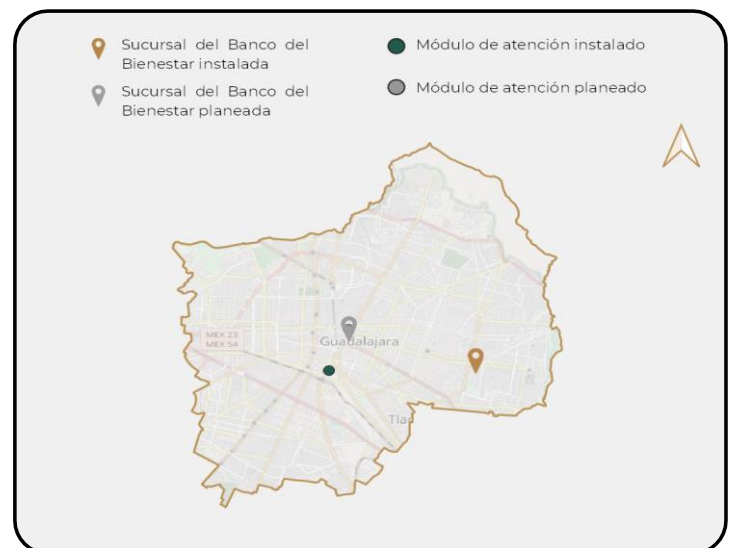 Sucursal del Banco del
Bienestar instalada
Sucursal del Banco del
Bienestar planeada
Módulo de atención instalado
Módulo de atención planeado
MEX 23
MEX 54
Guadalajara
Tlaq